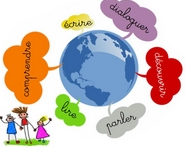 écrire
dialoguer
comprendre
découvrir
lire
parler